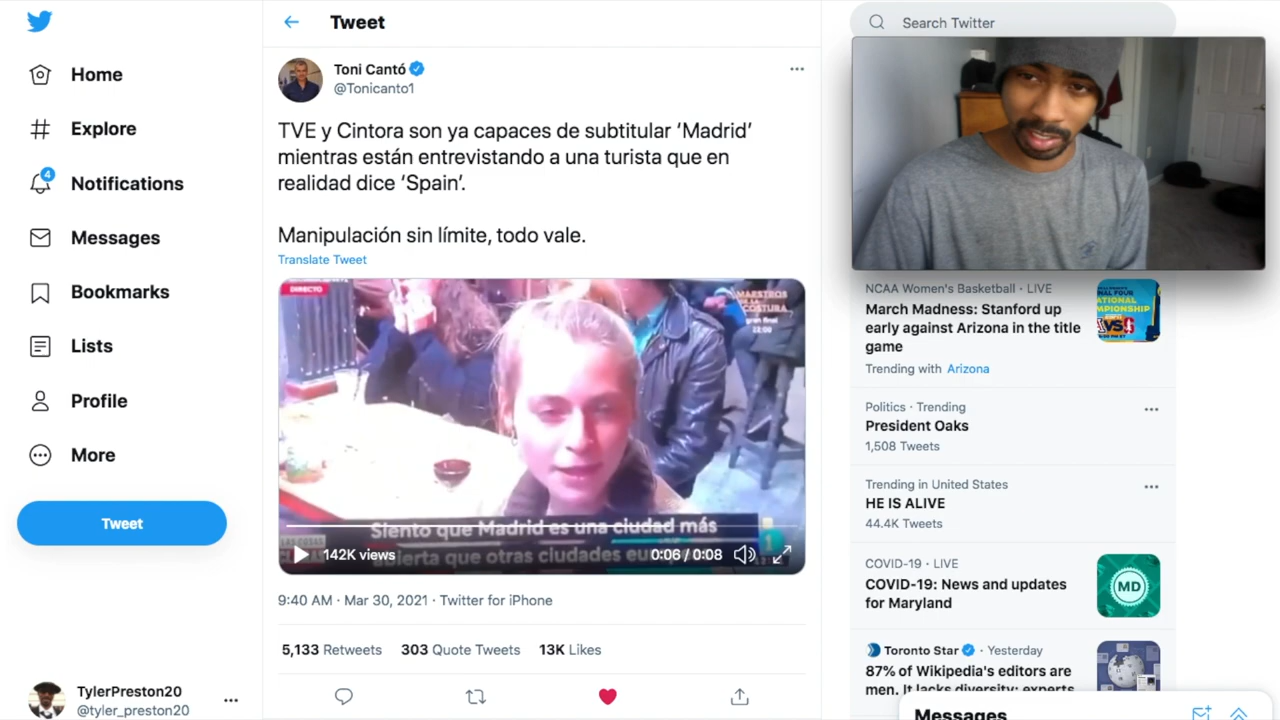 Home
Explore
4
Notifications
Messages
Bookmarks
Lists
Profile
More
Tweet
TylerPreston20
@tyler_preston20
Tweet
Toni Cantó
@Tonicanto1
TVE y Cintora son ya capaces de subtitular ‘Madrid’
mientras están entrevistando a una turista que en
realidad dice ‘Spain’.
Manipulación sin límite, todo vale.
Translate Tweet
DIRECTO
MAESTROS
COSTURA
gran final
22:00
Siento que Madrid es una ciudad más
abierta que otras ciudades
142K views
0:06 / 0:08
9:40 AM · Mar 30, 2021 · Twitter for iPhone
5,133 Retweets 303 Quote Tweets 13K Likes
Search Twitter
NCAA Women's Basketball · LIVE
March Madness: Stanford up
early against Arizona in the title
game
Trending with Arizona
VS
Politics · Trending
President Oaks
1,508 Tweets
Trending in United States
HE IS ALIVE
44.4K Tweets
COVID-19 · LIVE
COVID-19: News and updates
for Maryland
MD
Toronto Star · Yesterday
87% of Wikipedia's editors are
men. It lacks diversity: experts
Messages